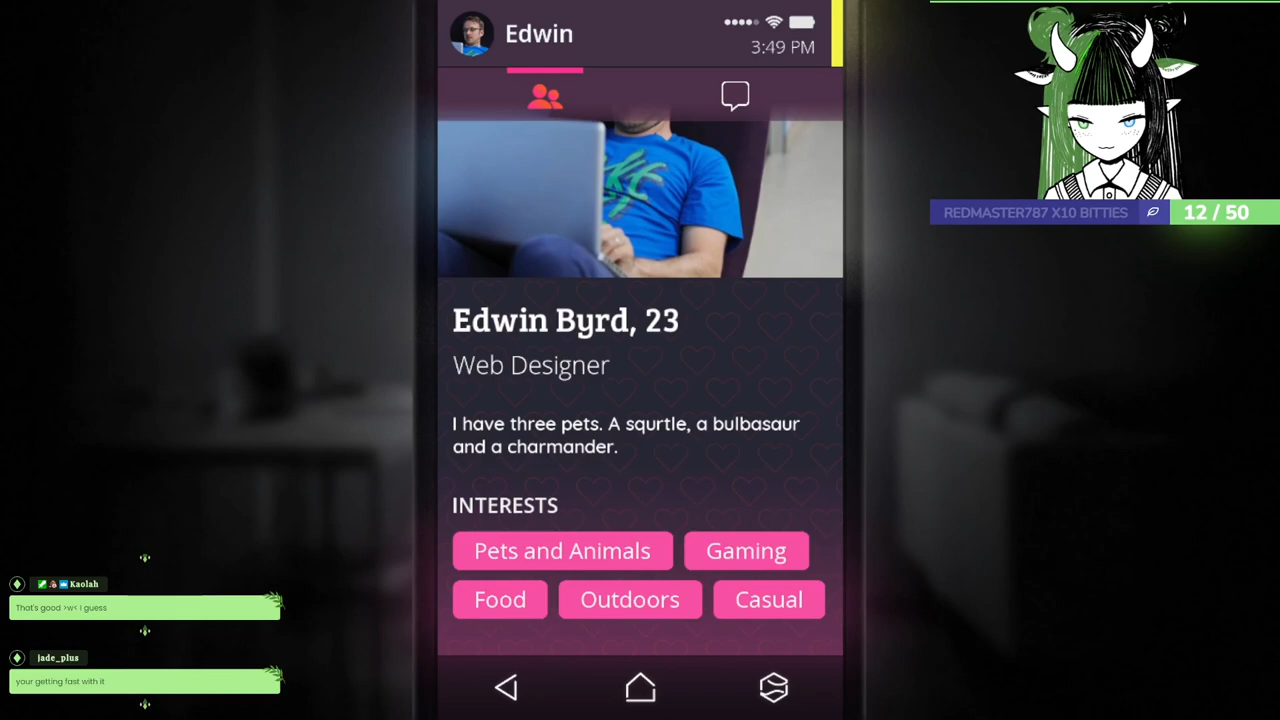 Edwin
3:49 PM
REDMASTER787 X10 BITTIES
12 / 50
Edwin Byrd, 23
Web Designer
I have three pets. A squrtle, a bulbasaur
and a charmander.
INTERESTS
Pets and Animals
Gaming
Food
Outdoors
Casual
Kaolah
That's good >w< I guess
jade_plus
your getting fast with it